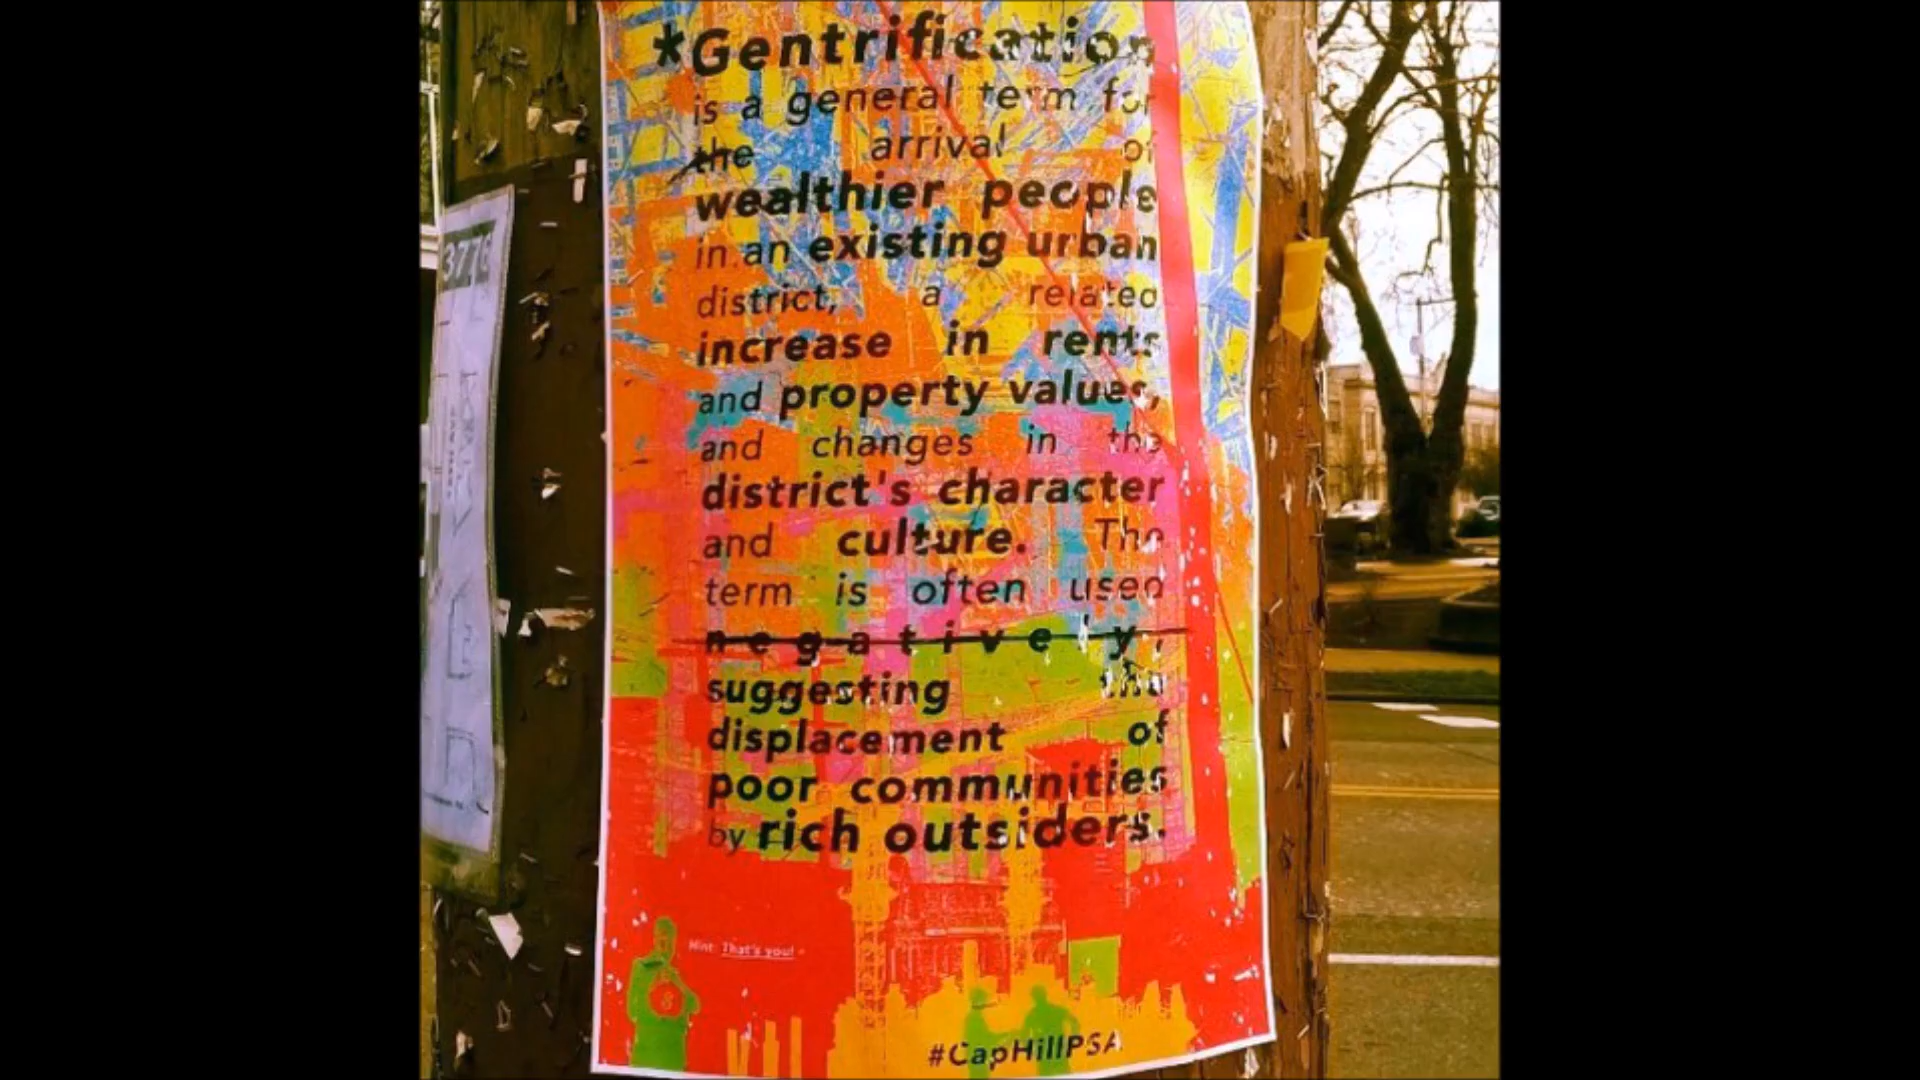 *Gentrification
is a general term for
the arrival of
wealthier people
in an existing urban
district, a related
increase in rents
and property values,
and changes in the
district's character
and culture. The
term is often used
negatively,
suggesting the
displacement of
poor communities
by rich outsiders.
Hint: That's you!
#CapHillPSA
3776